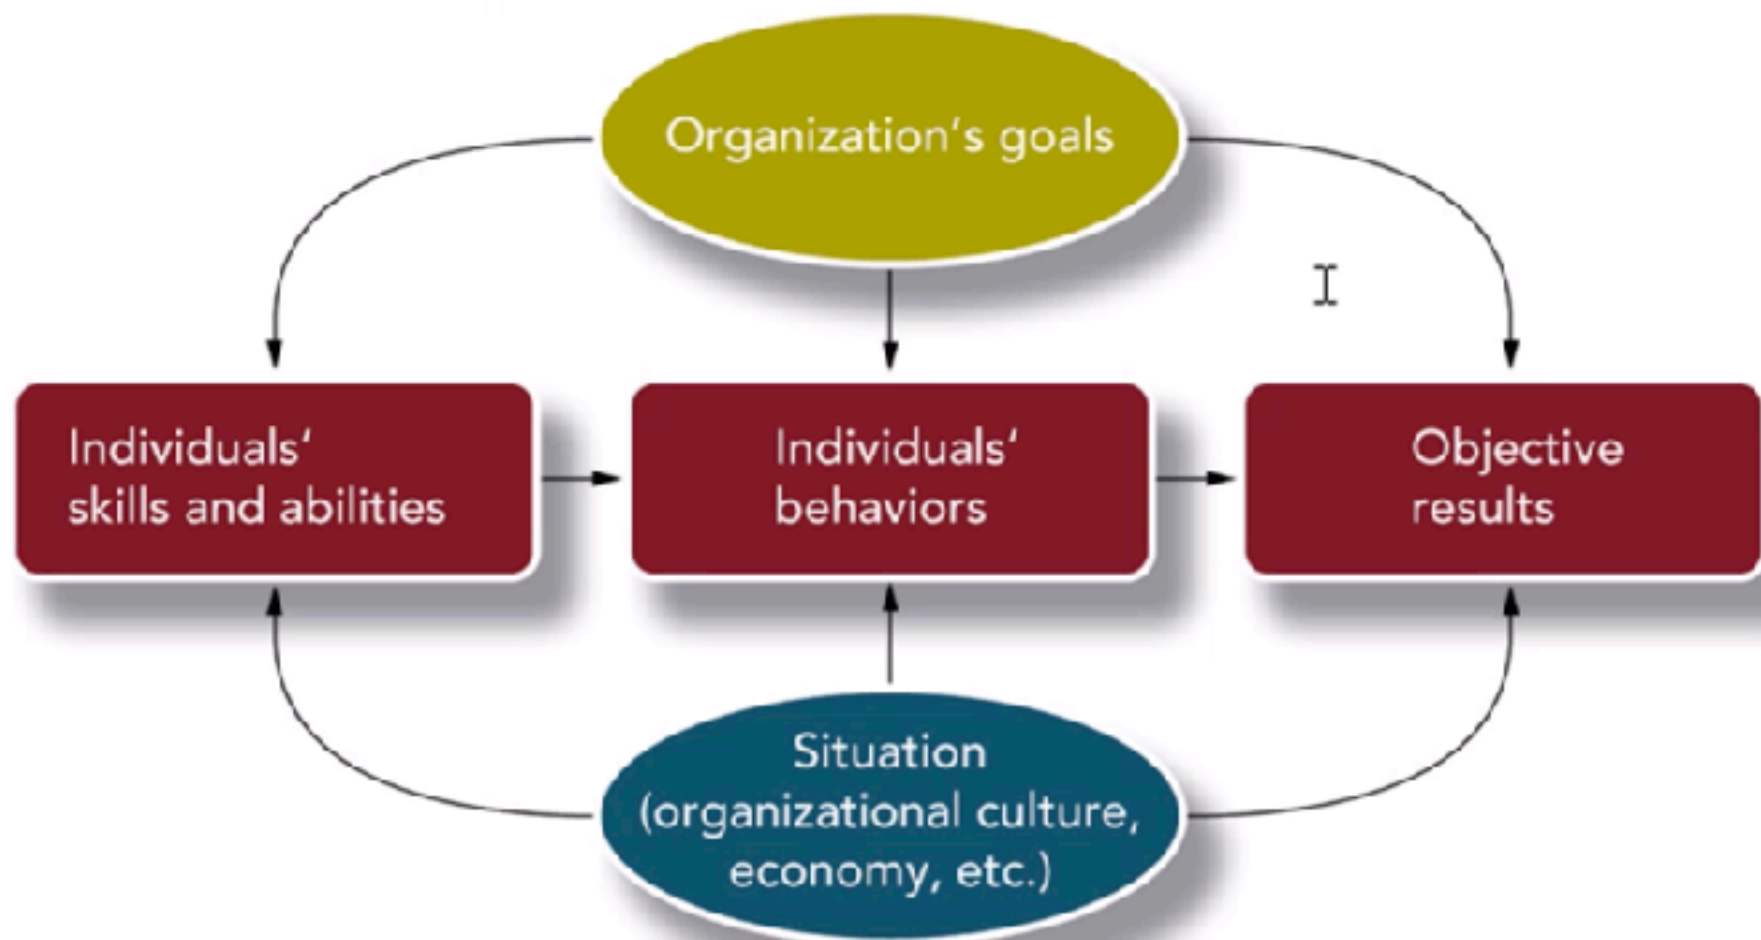 Organization‘s goals
Individuals‘
skills and abilities
Individuals‘
behaviors
Objective
results
Situation
(organizational culture,
economy, etc.)